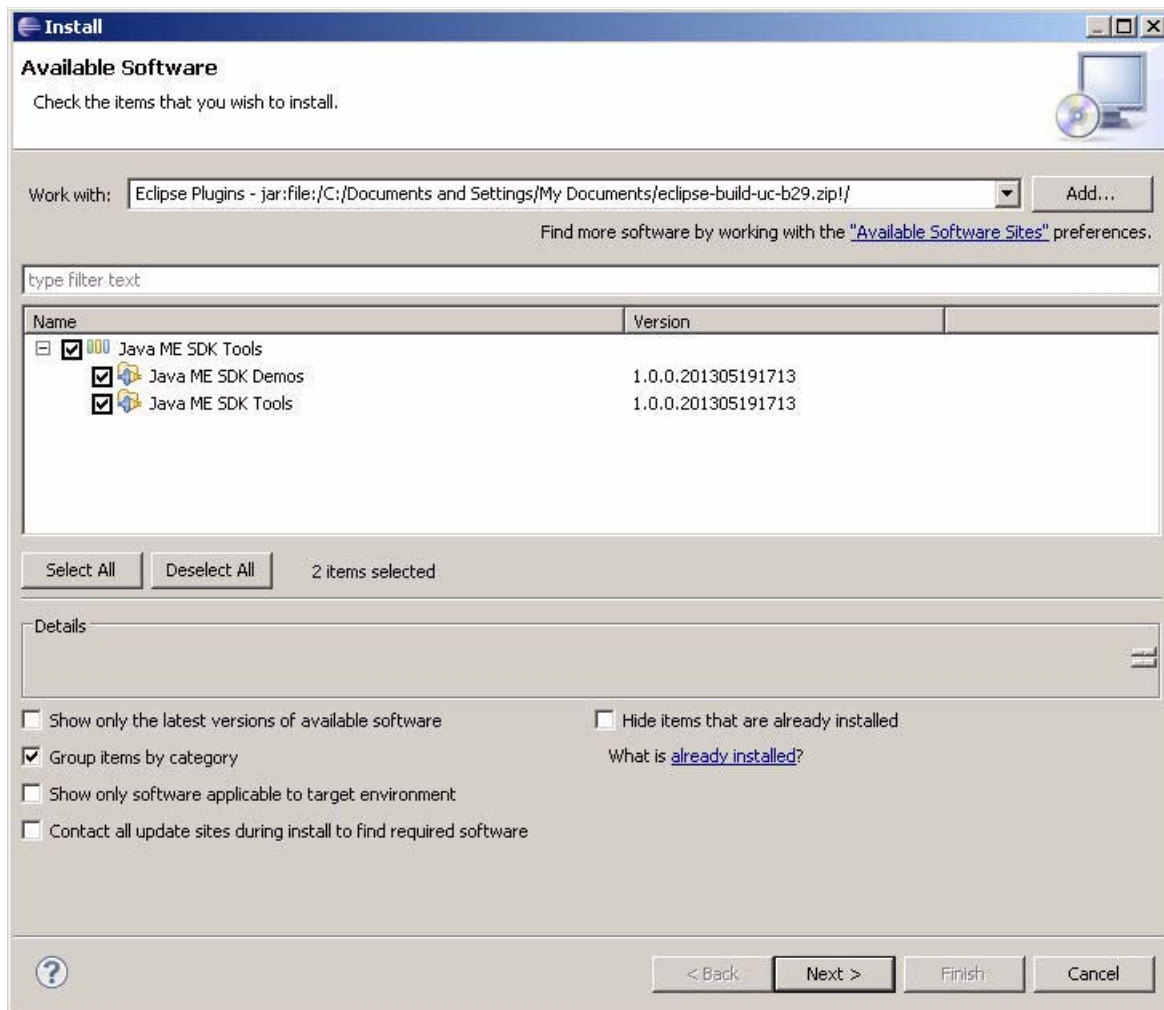 Install
Available Software
Check the items that you wish to install.
Work with: Eclipse Plugins - jar:file:/C:/Documents and Settings/My Documents/eclipse-build-uc-b29.zip!/ Add...
Find more software by working with the "Available Software Sites" preferences.
type filter text
Name Version
Java ME SDK Tools
Java ME SDK Demos 1.0.0.201305191713
Java ME SDK Tools 1.0.0.201305191713
Select All Deselect All 2 items selected
Details
Show only the latest versions of available software Hide items that are already installed
Group items by category What is already installed?
Show only software applicable to target environment
Contact all update sites during install to find required software
? < Back Next > Finish Cancel